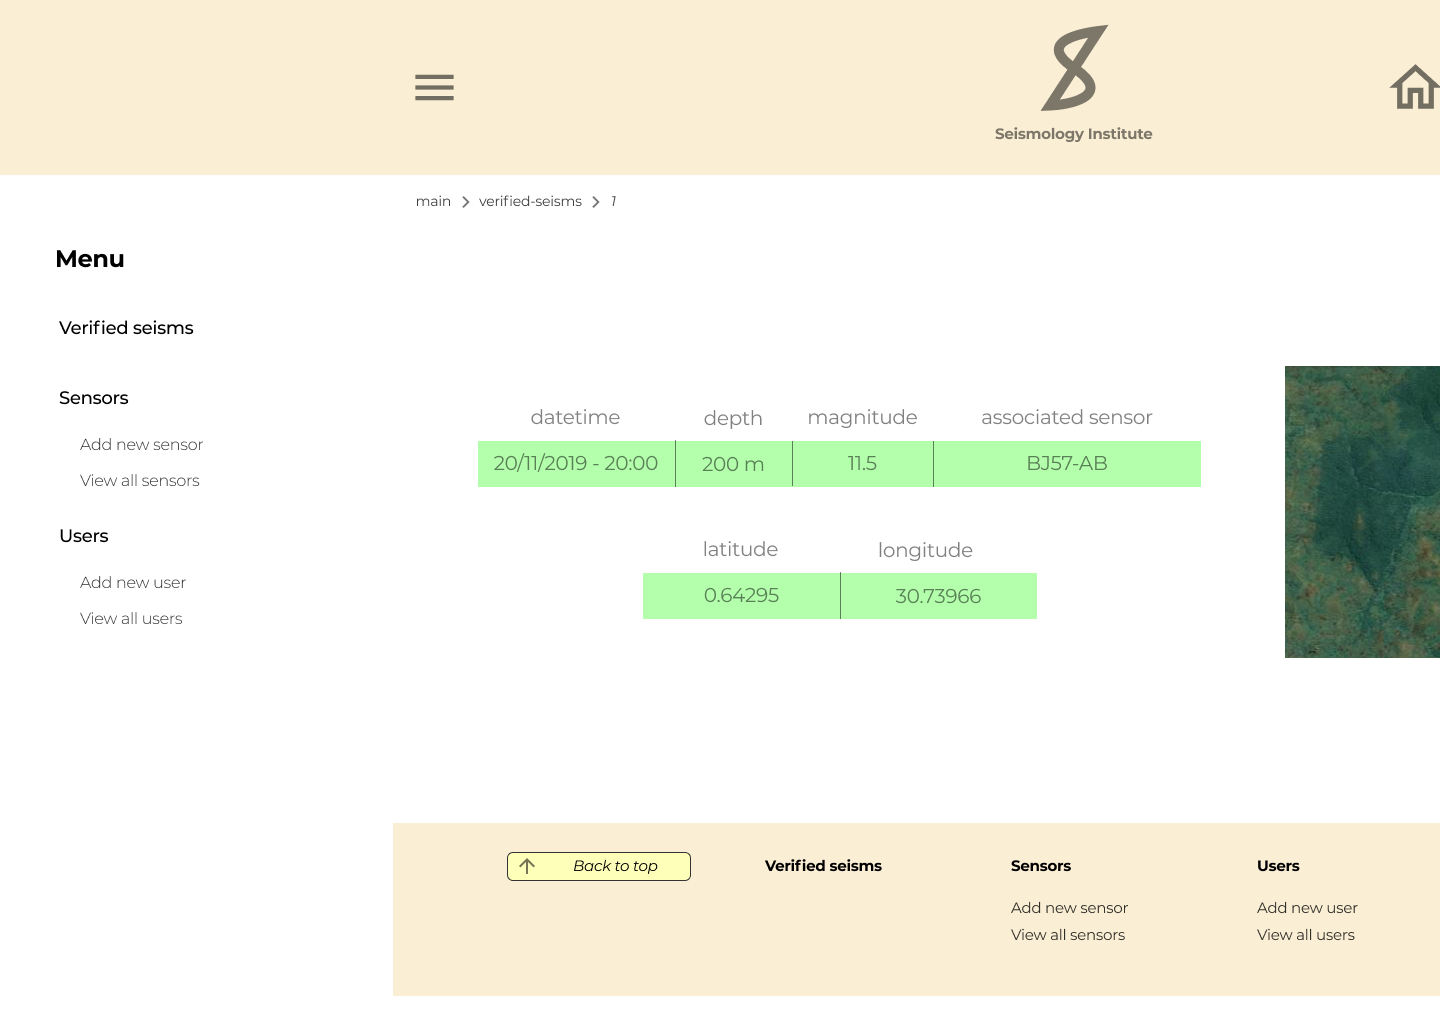 Seismology Institute
main > verified-seisms > 1
Menu
Verified seisms
Sensors
Add new sensor
View all sensors
Users
Add new user
View all users
datetime depth magnitude associated sensor
20/11/2019 - 20:00 200 m 11.5 BJ57-AB
latitude longitude
0.64295 30.73966
Back to top Verified seisms Sensors Users
Add new sensor Add new user
View all sensors View all users